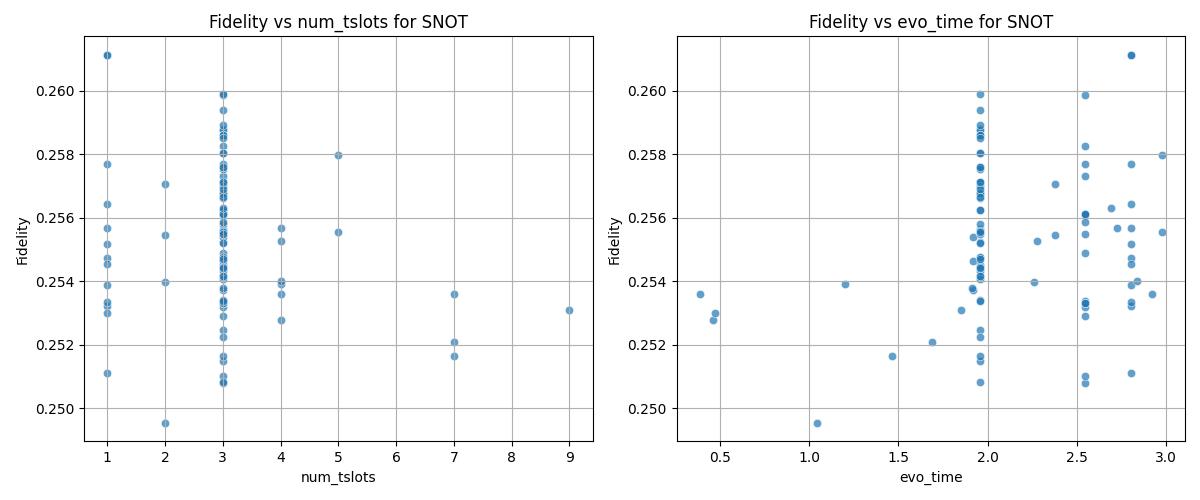 Fidelity vs num_tslots for SNOT
Fidelity
0.260
0.258
0.256
0.254
0.252
0.250
1 2 3 4 5 6 7 8 9
num_tslots
Fidelity vs evo_time for SNOT
Fidelity
0.260
0.258
0.256
0.254
0.252
0.250
0.5 1.0 1.5 2.0 2.5 3.0
evo_time